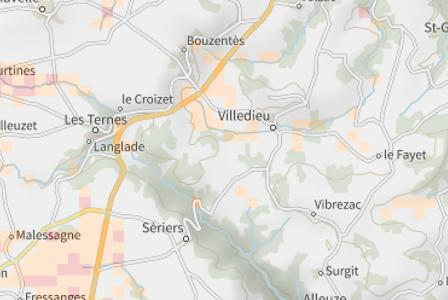 Bouzentès
le Croizet
Les Ternes
Villedieu
Langlade
le Fayet
Vibrezac
Sériers
Malessagne
Surgit